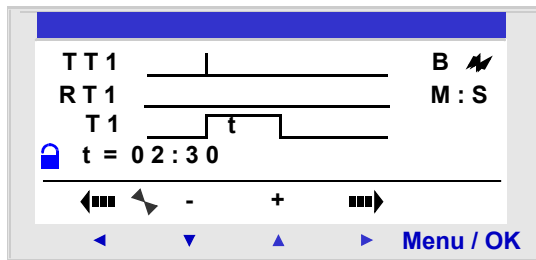 TT1 B
RT1 M:S
T1 t
t = 02:30
- +
Menu / OK